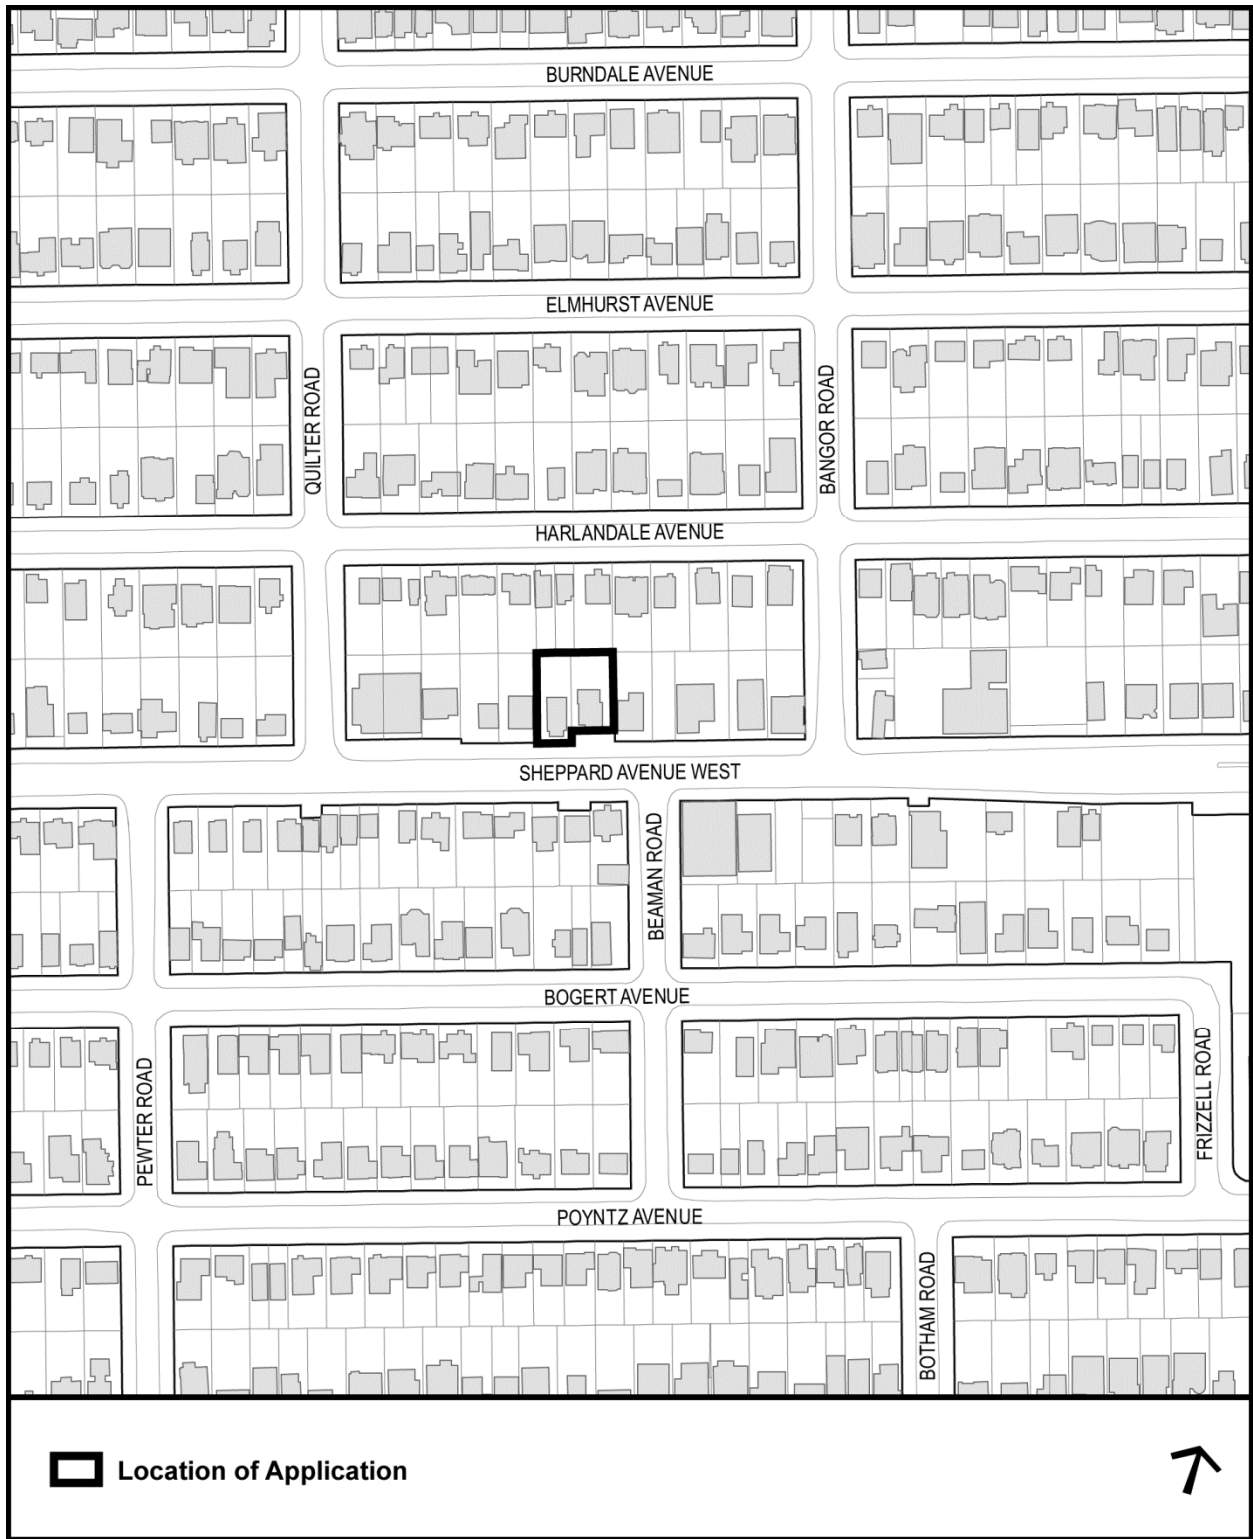 BURNDALE AVENUE
ELMHURST AVENUE
QUILTER ROAD
BANGOR ROAD
HARLANDALE AVENUE
SHEPPARD AVENUE WEST
BEAMAN ROAD
BOGERT AVENUE
PEWTER ROAD
FRIZZELL ROAD
POYNTZ AVENUE
BOTHAM ROAD
Location of Application